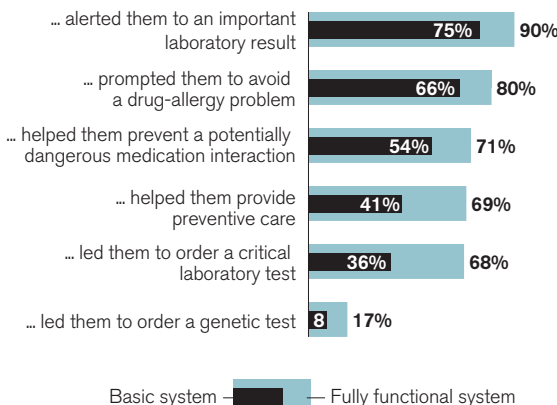 ... alerted them to an important
laboratory result
75%
90%
... prompted them to avoid
a drug-allergy problem
66%
80%
... helped them prevent a potentially
dangerous medication interaction
54%
71%
... helped them provide
preventive care
41%
69%
... led them to order a critical
laboratory test
36%
68%
... led them to order a genetic test
8
17%
Basic system
Fully functional system